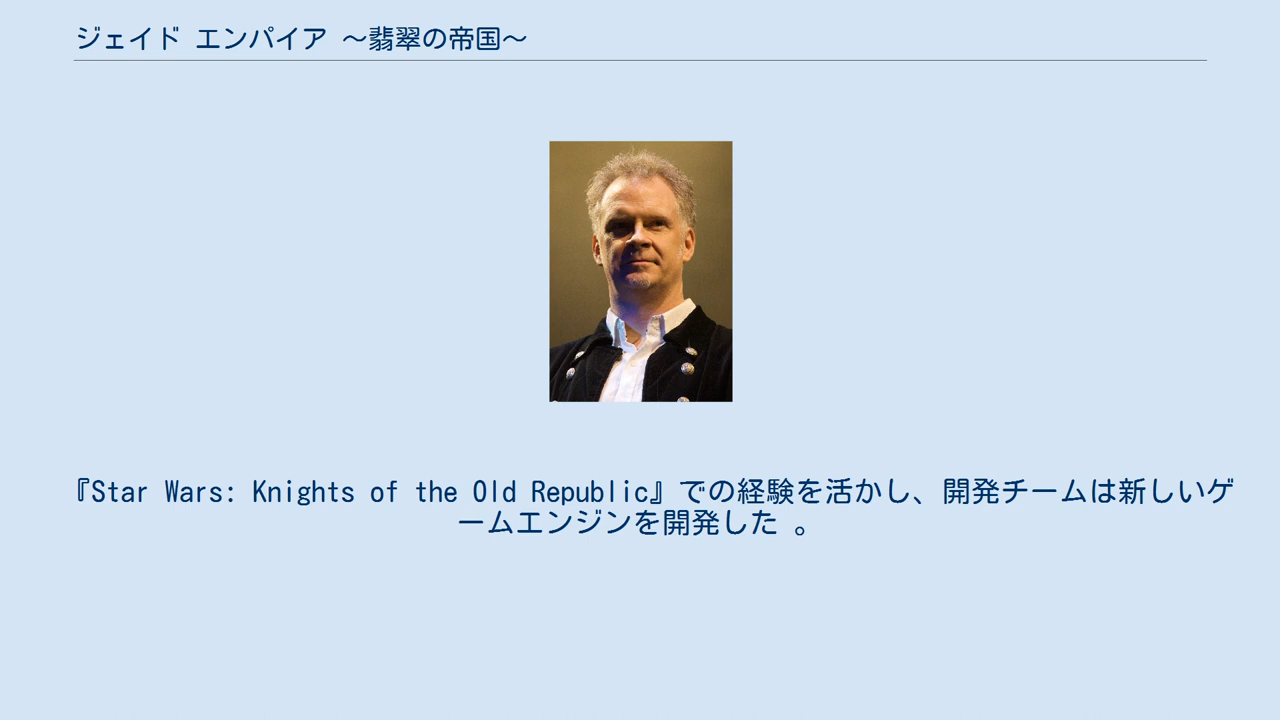 ジェイド エンパイア ～翡翠の帝国～
『Star Wars: Knights of the Old Republic』での経験を活かし、開発チームは新しいゲ
ームエンジンを開発した 。